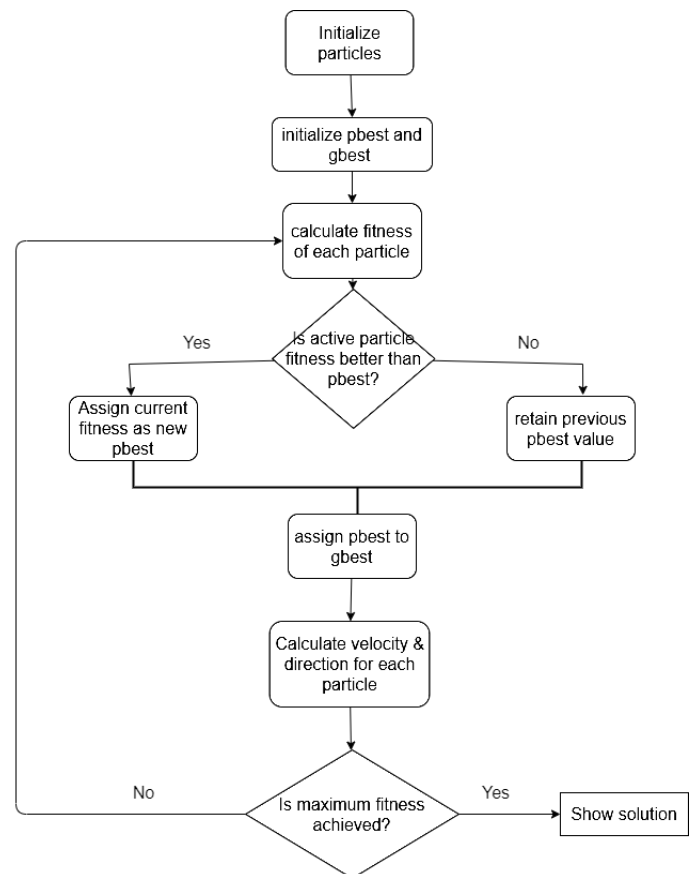 Initialize
particles
initialize pbest and
gbest
calculate fitness
of each particle
Is active particle
fitness better than
pbest?
Yes
No
Assign current
fitness as new
pbest
retain previous
pbest value
assign pbest to
gbest
Calculate velocity &
direction for each
particle
Is maximum fitness
achieved?
No
Yes
Show solution